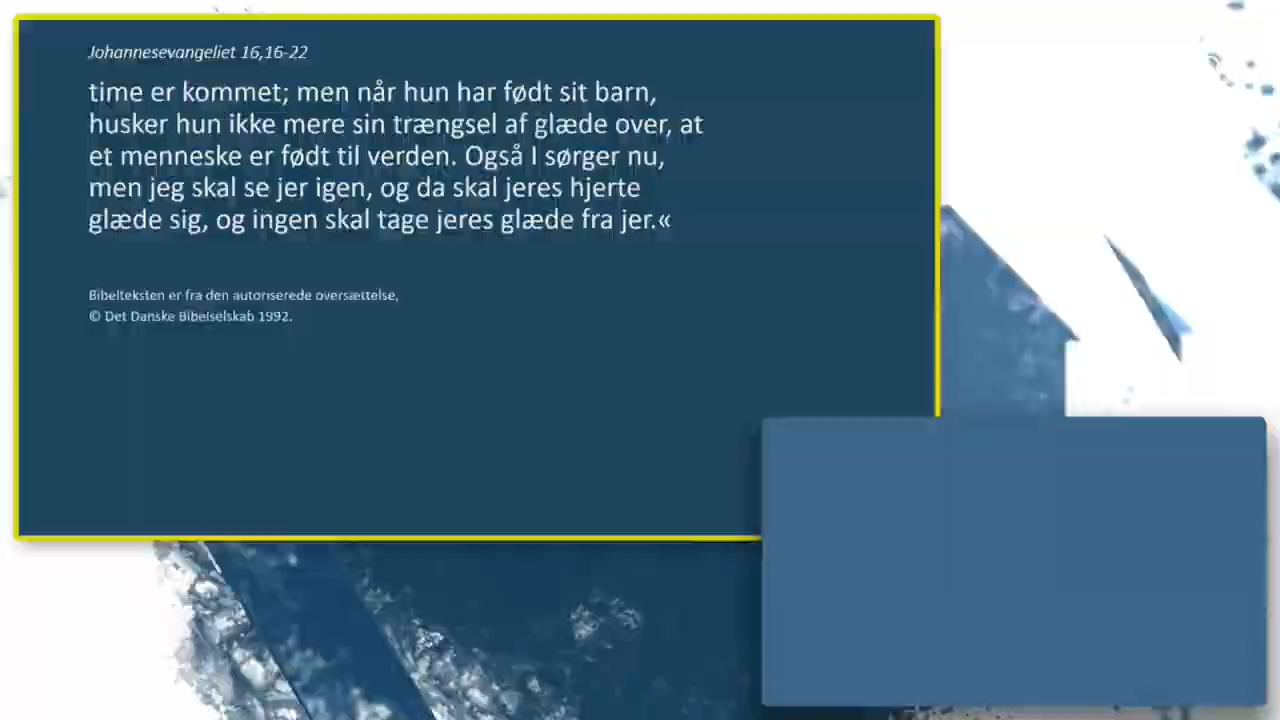 Johannesevangeliet 16,16-22
time er kommet; men når hun har født sit barn,
husker hun ikke mere sin trængsel af glæde over, at
et menneske er født til verden. Også I sørger nu,
men jeg skal se jer igen, og da skal jeres hjerte
glæde sig, og ingen skal tage jeres glæde fra jer.«
Bibelteksten er fra den autoriserede oversættelse,
© Det Danske Bibelselskab 1992.